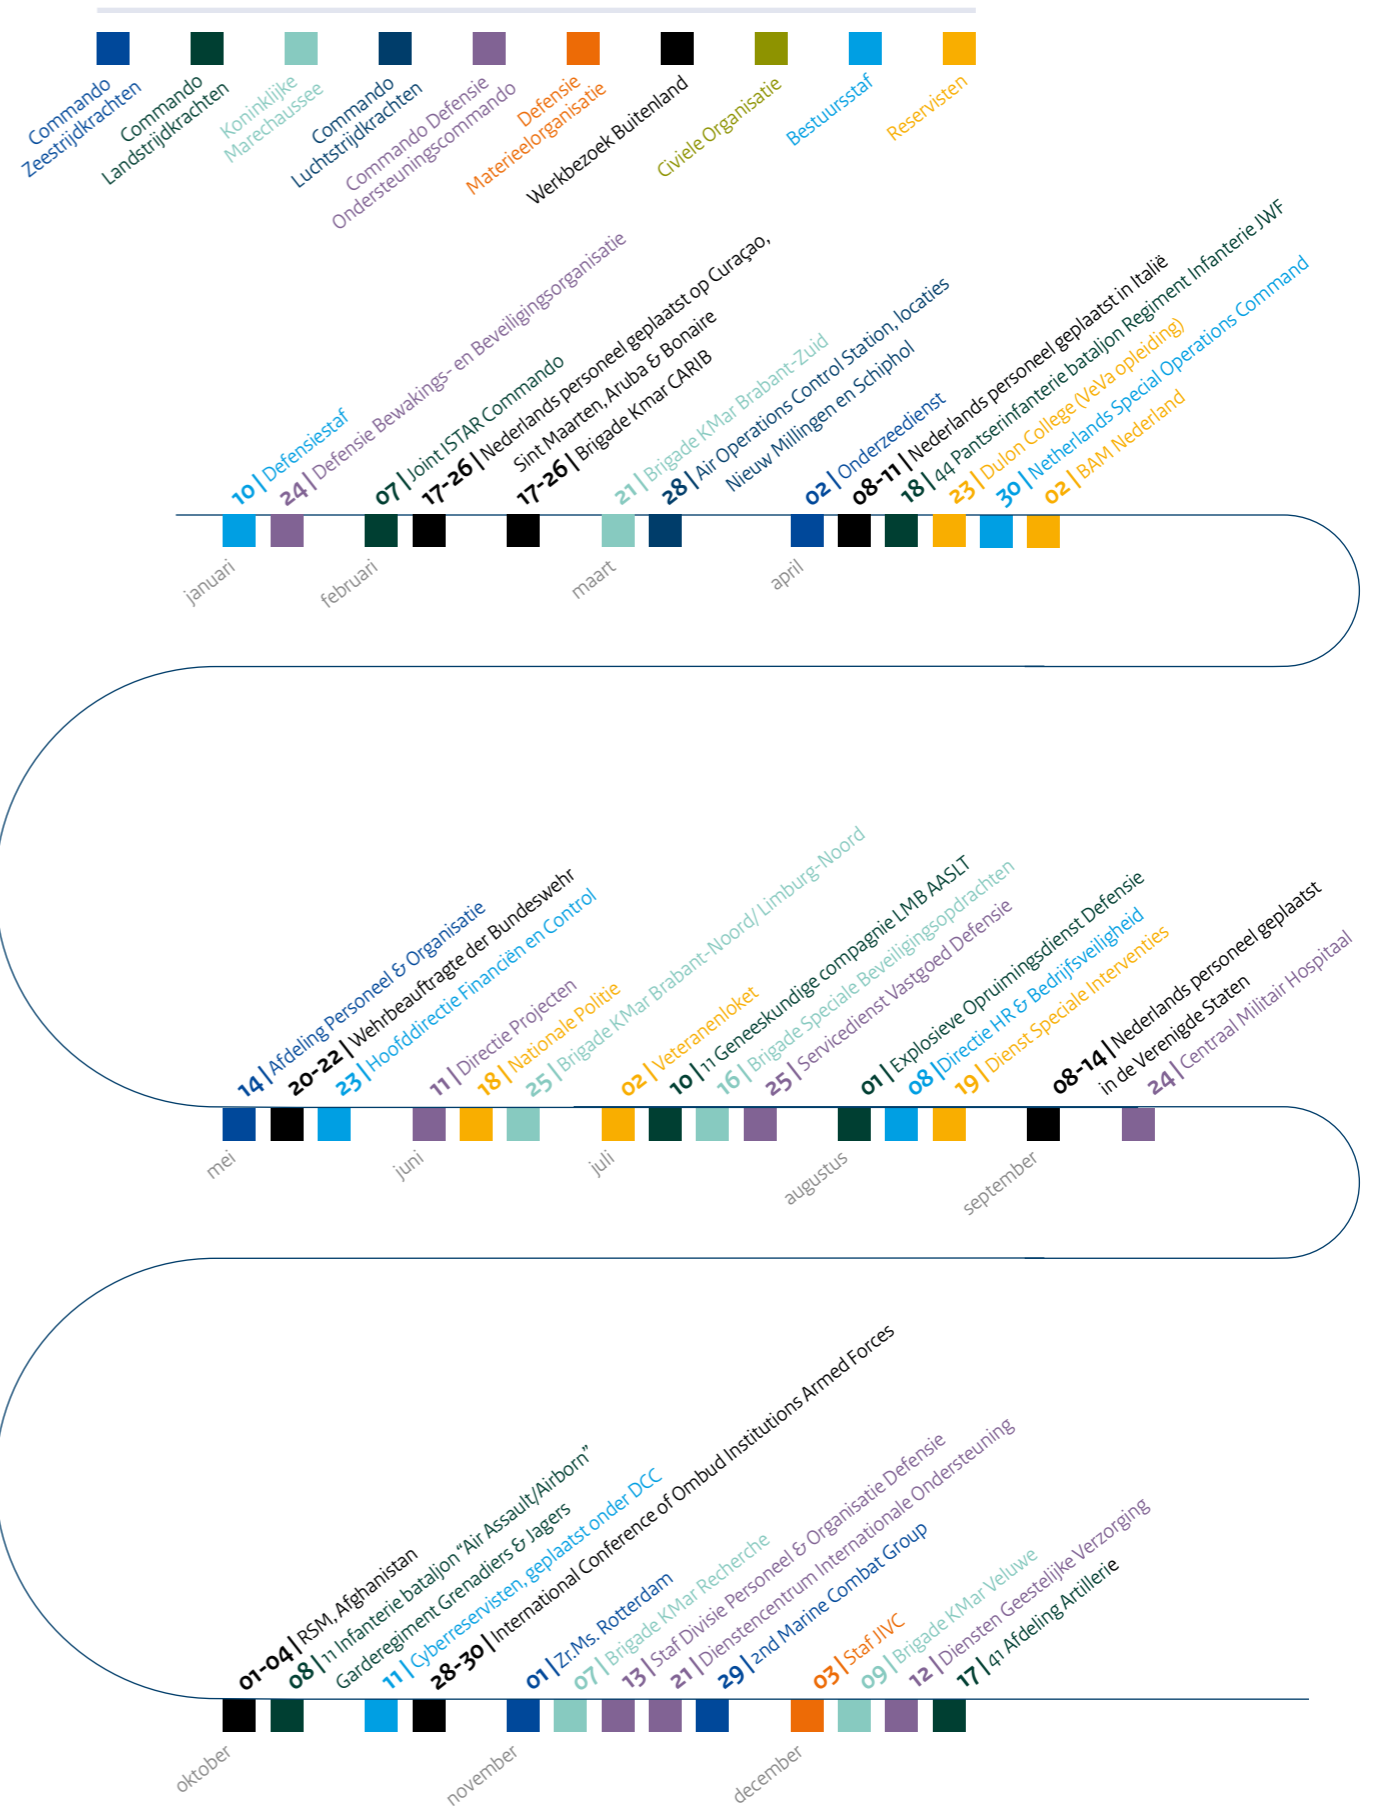 Commando
Zeestrijdkrachten
Commando
Landstrijdkrachten
Koninklijke
Marechaussee
Commando
Luchtstrijdkrachten
Commando Defensie
Ondersteuningscommando
Defensie
Materieelorganisatie
Werkbezoek Buitenland
Civiele Organisatie
Bestuursstaf
Reservisten
10 | Defensiestaf
24 | Defensie Bewakings- en Beveiligingsorganisatie
07 | Joint ISTAR Commando
17-26 | Nederlands personeel geplaatst op Curaçao,
Sint Maarten, Aruba & Bonaire
17-26 | Brigade Kmar CARIB
21 | Brigade KMar Brabant-Zuid
28 | Air Operations Control Station, locaties
Nieuw Millingen en Schiphol
02 | Onderzeedienst
08-11 | Nederlands personeel geplaatst in Italië
18 | 44 Pantserinfanterie bataljon Regiment Infanterie JWF
23 | Dulon College (VeVa opleiding)
30 | Netherlands Special Operations Command
02 | BAM Nederland
januari
februari
maart
april
14 | Afdeling Personeel & Organisatie
20-22 | Wehrbeauftragte der Bundeswehr
23 | Hoofddirectie Financiën en Control
11 | Directie Projecten
18 | Nationale Politie
25 | Brigade KMar Brabant-Noord/ Limburg-Noord
02 | Veteranenloket
10 | 11 Geneeskundige compagnie LMB AASLT
16 | Brigade Speciale Beveiligingsopdrachten
25 | Servicedienst Vastgoed Defensie
01 | Explosieve Opruimingsdienst Defensie
08 |Directie HR & Bedrijfsveiligheid
19 | Dienst Speciale Interventies
08-14 | Nederlands personeel geplaatst
in de Verenigde Staten
24 | Centraal Militair Hospitaal
mei
juni
juli
augustus
september
01-04 | RSM, Afghanistan
08 | 11 Infanterie bataljon “Air Assault/Airborn”
Garderegiment Grenadiers & Jagers
11 | Cyberreservisten, geplaatst onder DCC
28-30 | International Conference of Ombud Institutions Armed Forces
01 | Zr.Ms. Rotterdam
07 | Brigade KMar Recherche
13 | Staf Divisie Personeel & Organisatie Defensie
21 | Dienstencentrum Internationale Ondersteuning
29 | 2nd Marine Combat Group
03 | Staf JIVC
09 | Brigade KMar Veluwe
12 | Diensten Geestelijke Verzorging
17 | 41 Afdeling Artillerie
oktober
november
december